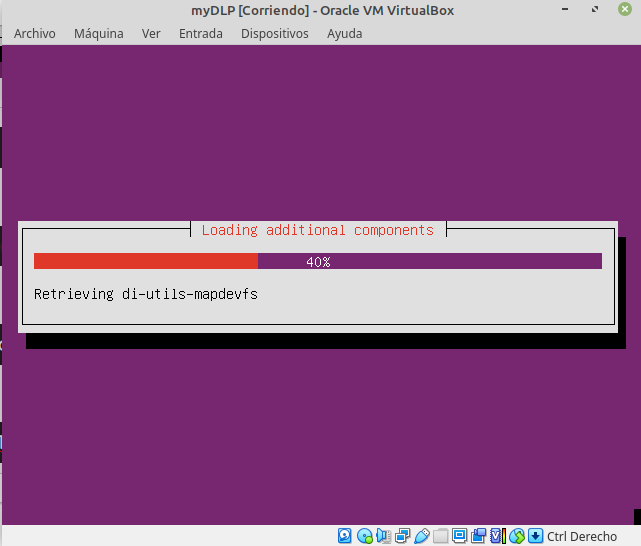 myDLP [Corriendo] - Oracle VM VirtualBox
Archivo Máquina Ver Entrada Dispositivos Ayuda
Loading additional components
40%
Retrieving di-utils-mapdevfs
Ctrl Derecho